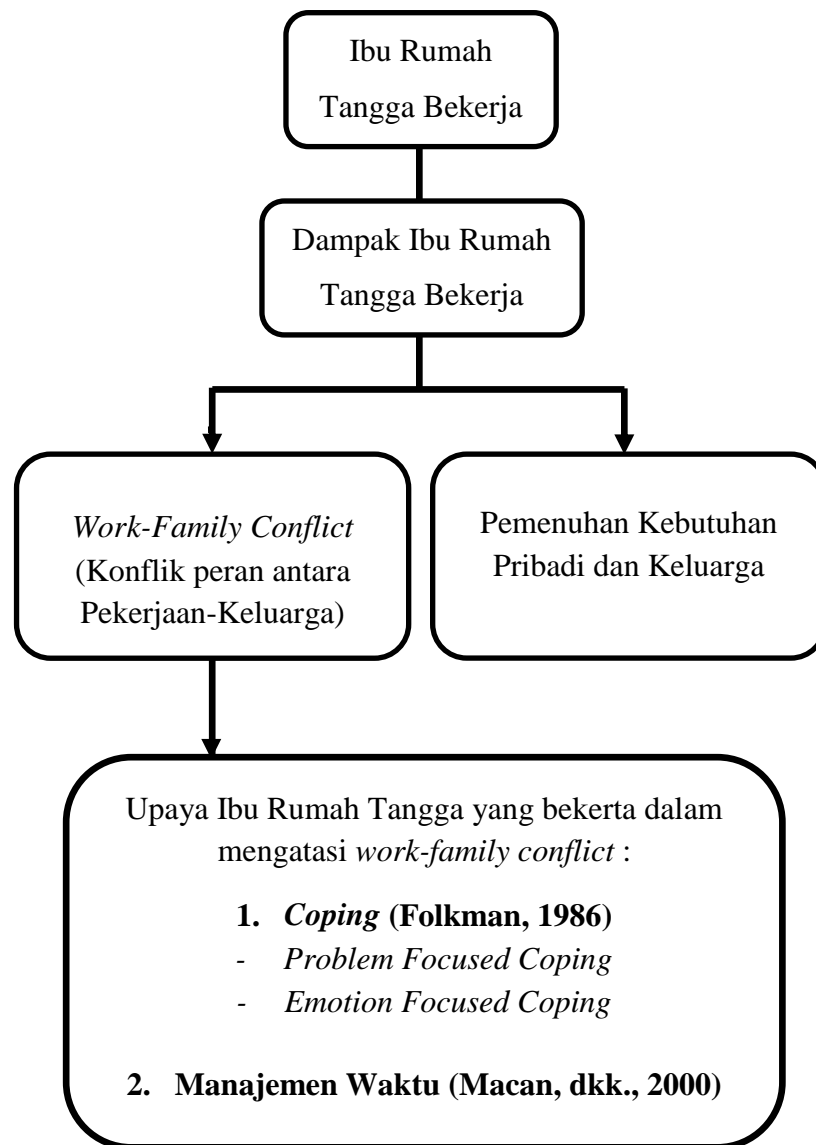 Ibu Rumah
Tangga Bekerja
Dampak Ibu Rumah
Tangga Bekerja
Work-Family Conflict
(Konflik peran antara
Pekerjaan-Keluarga)
Pemenuhan Kebutuhan
Pribadi dan Keluarga
Upaya Ibu Rumah Tangga yang bekerta dalam
mengatasi work-family conflict :
1. Coping (Folkman, 1986)
- Problem Focused Coping
- Emotion Focused Coping
2. Manajemen Waktu (Macan, dkk., 2000)